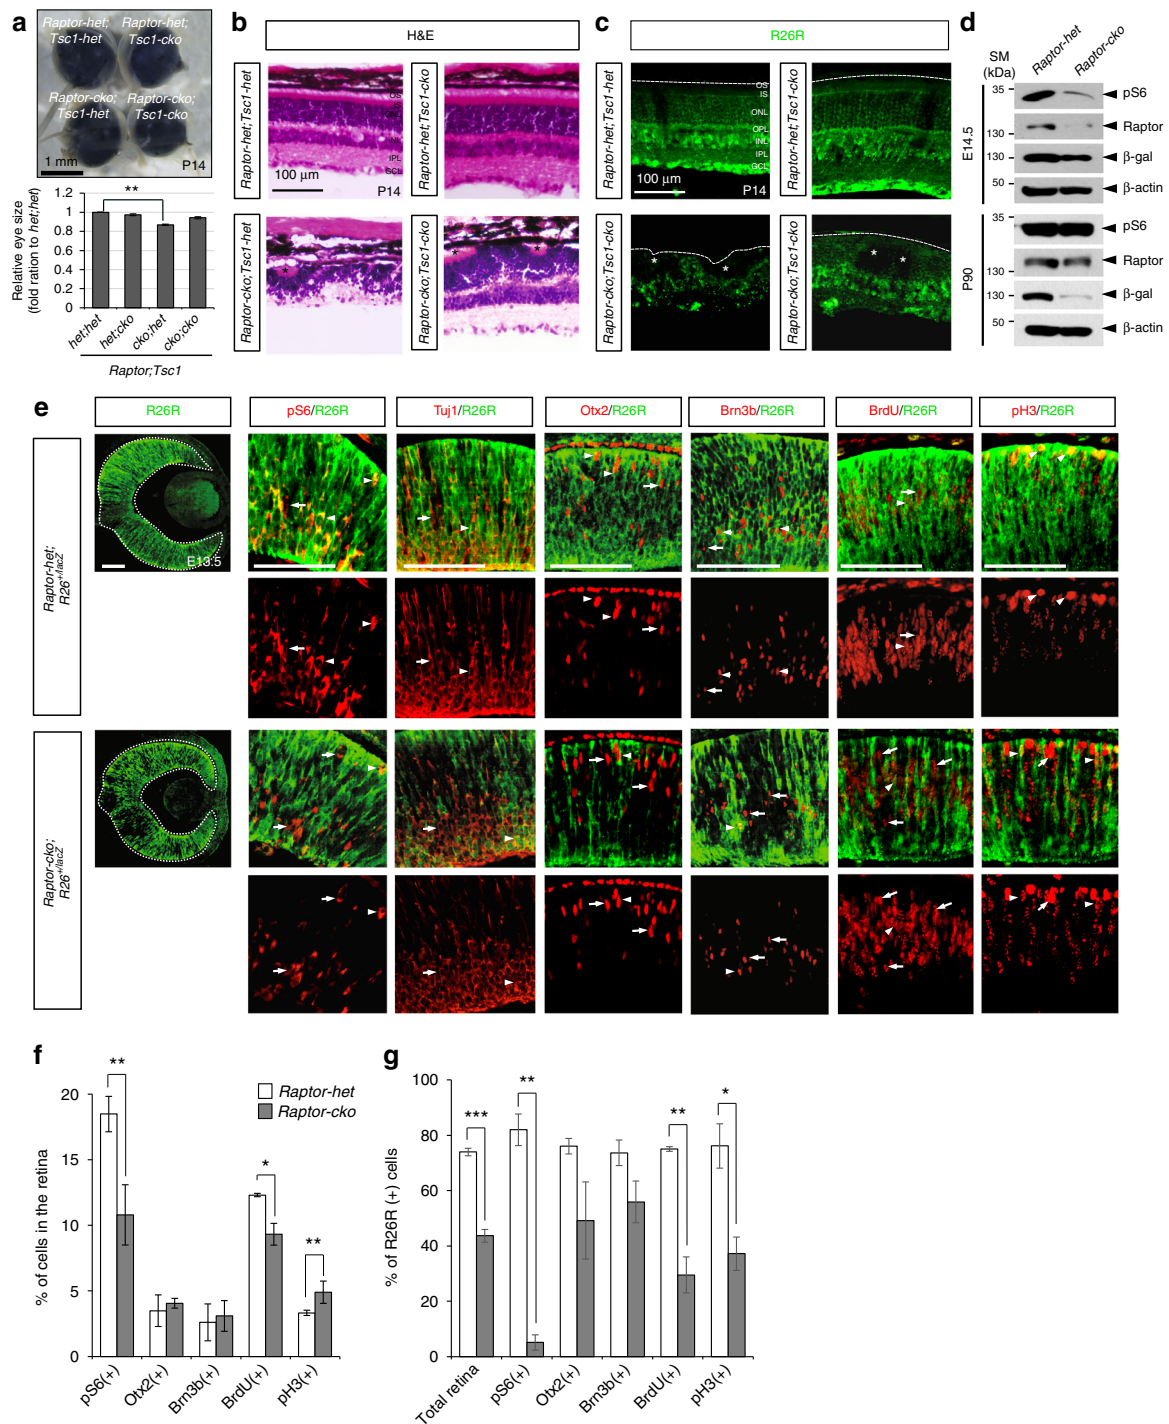 a
Raptor-het;
Tsc1-het
Raptor-het;
Tsc1-cko
Raptor-cko;
Tsc1-het
Raptor-cko;
Tsc1-cko
1 mm
P14
Relative eye size
(fold ration to het;het)
1.2
1
0.8
0.6
0.4
0.2
0
**
het;het
het;cko
cko;het
cko;cko
Raptor;Tsc1
b
H&E
Raptor-het;Tsc1-het
OS
IS
ONL
INL
IPL
GCL
100 μm
P14
Raptor-het;Tsc1-cko
Raptor-cko;Tsc1-het
*
Raptor-cko;Tsc1-cko
*
*
c
R26R
Raptor-het;Tsc1-het
OS
IS
ONL
OPL
INL
IPL
GCL
100 μm
P14
Raptor-het;Tsc1-cko
Raptor-cko;Tsc1-het
*
*
Raptor-cko;Tsc1-cko
*
*
d
SM
(kDa)
Raptor-het
Raptor-cko
E14.5
35
pS6
130
Raptor
130
β-gal
50
β-actin
P90
35
pS6
130
Raptor
130
β-gal
50
β-actin
e
R26R
pS6/R26R
Tuj1/R26R
Otx2/R26R
Brn3b/R26R
BrdU/R26R
pH3/R26R
Raptor-het;
R26+/lacZ
E13.5
Raptor-cko;
R26+/lacZ
f
% of cells in the retina
20
15
10
5
0
**
*
**
Raptor-het
Raptor-cko
pS6(+)
Otx2(+)
Brn3b(+)
BrdU(+)
pH3(+)
g
% of R26R (+) cells
100
80
60
40
20
0
***
**
**
*
Total retina
pS6(+)
Otx2(+)
Brn3b(+)
BrdU(+)
pH3(+)